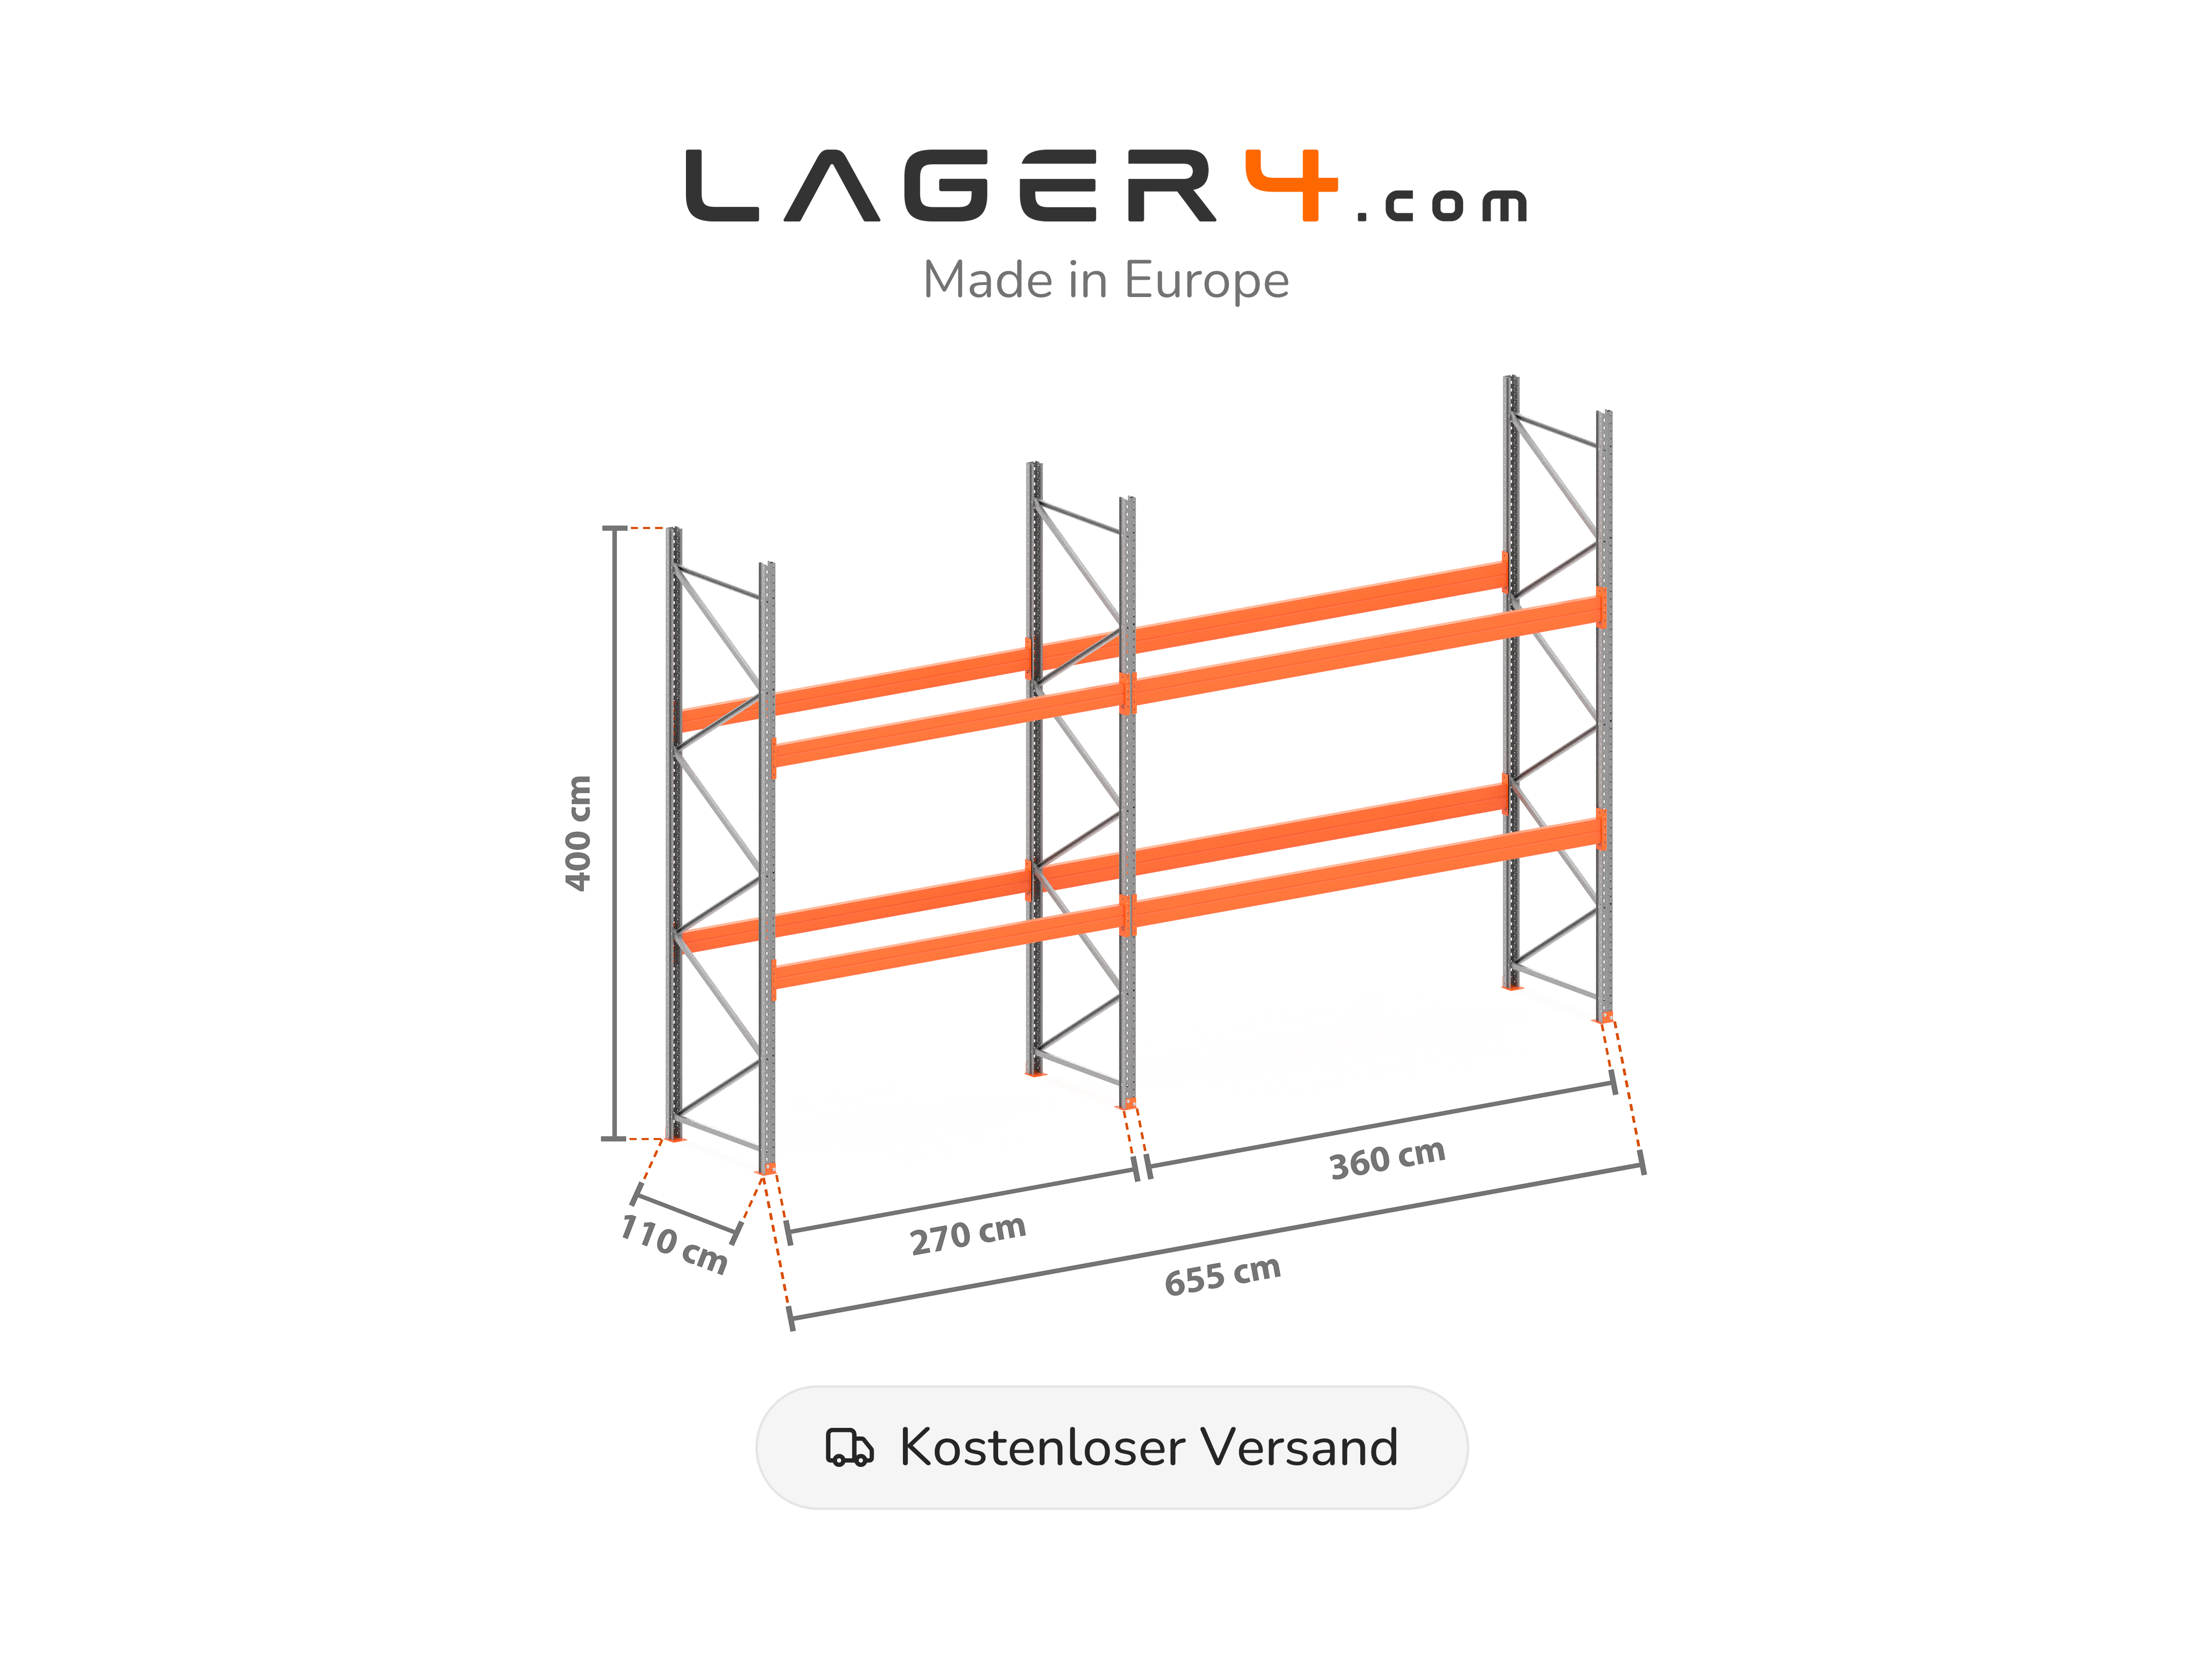 LAGER4.com
Made in Europe
400 cm
110 cm
270 cm
360 cm
655 cm
Kostenloser Versand